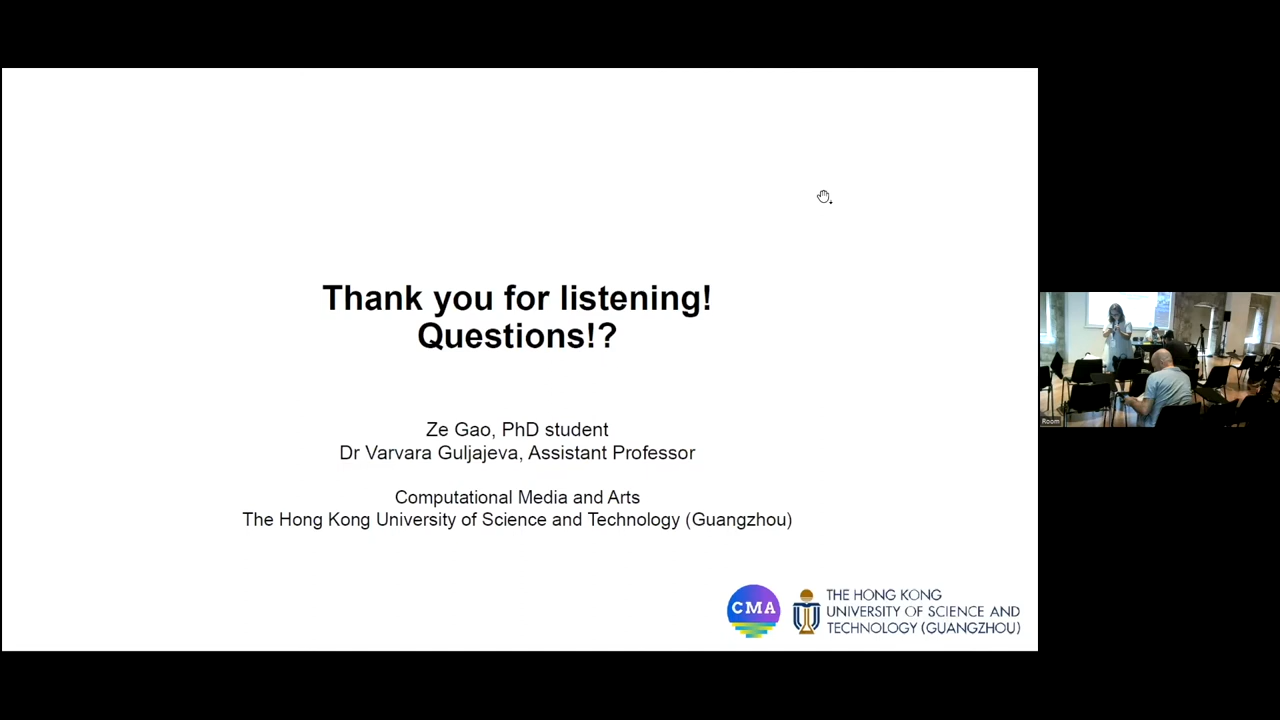 Thank you for listening!
Questions!?
Ze Gao, PhD student
Dr Varvara Guljajeva, Assistant Professor
Computational Media and Arts
The Hong Kong University of Science and Technology (Guangzhou)
CMA
THE HONG KONG
UNIVERSITY OF SCIENCE AND
TECHNOLOGY (GUANGZHOU)
Room